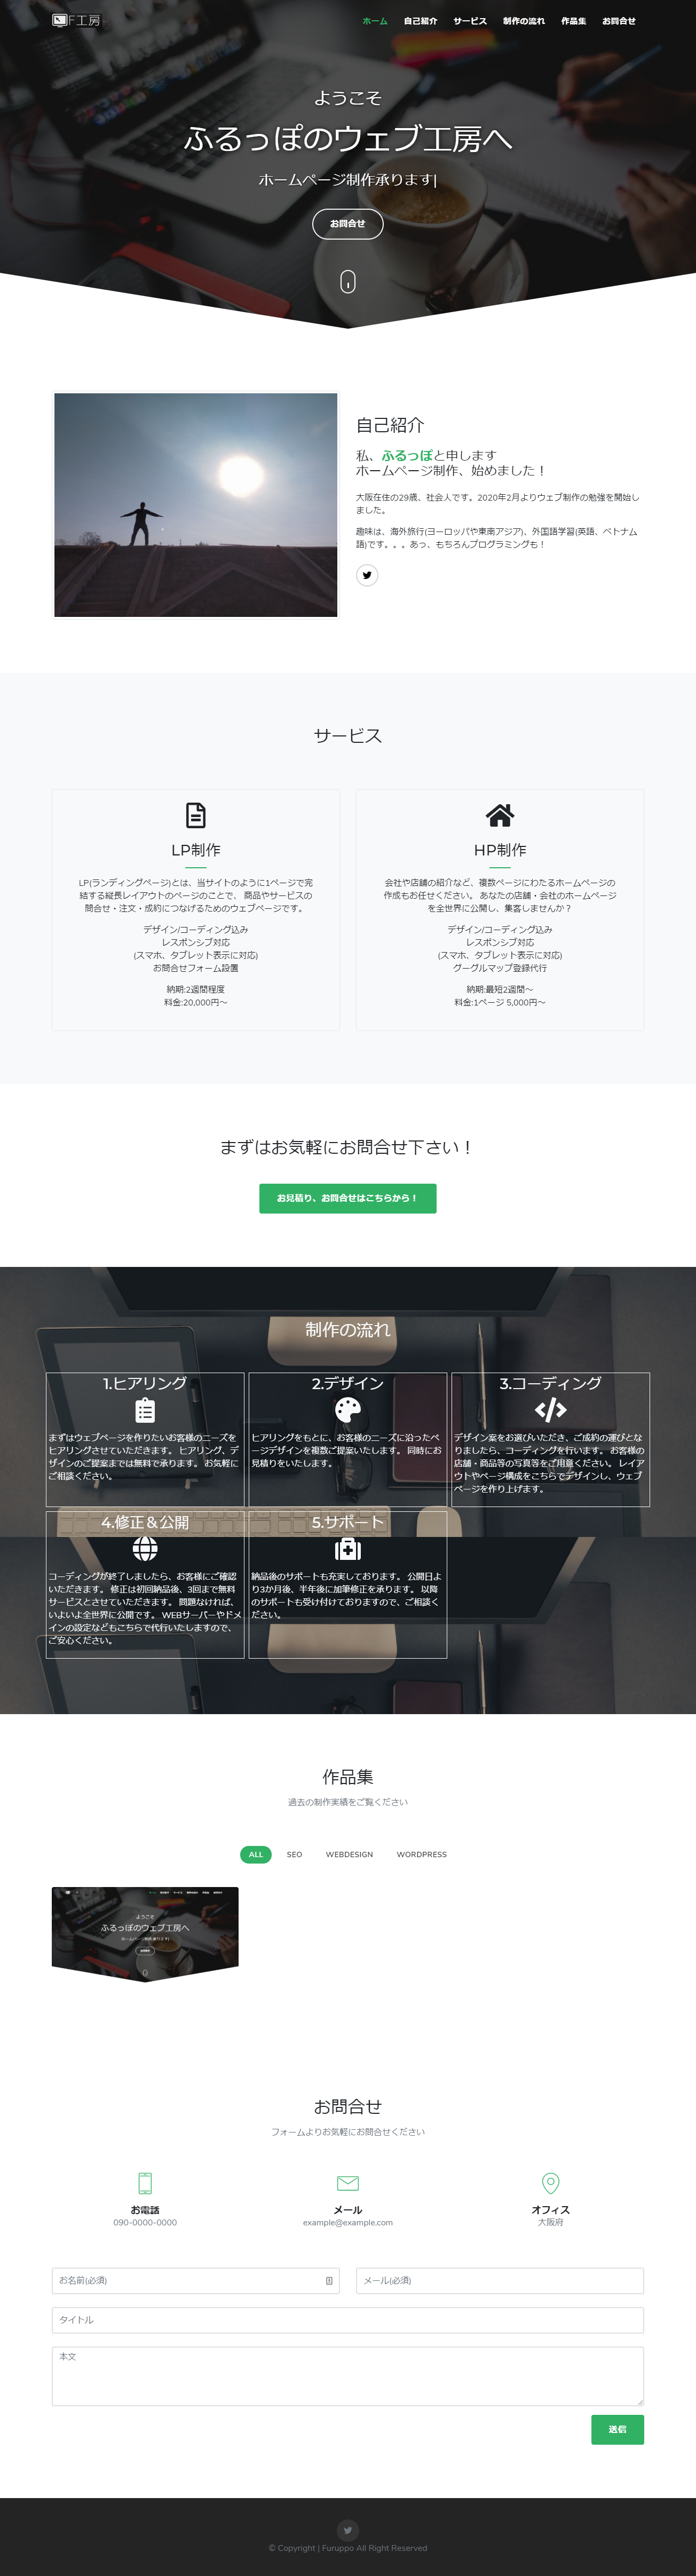 F工房
ホーム
自己紹介
サービス
制作の流れ
作品集
お問合せ
ようこそ
ふるっぽのウェブ工房へ
ホームページ制作承ります|
お問合せ
自己紹介
私、ふるっぽと申します
ホームページ制作、始めました！
大阪在住の29歳、社会人です。2020年2月よりウェブ制作の勉強を開始し
ました。
趣味は、海外旅行(ヨーロッパや東南アジア)、外国語学習(英語、ベトナム
語)です。。。あっ、もちろんプログラミングも！
サービス
LP制作
LP(ランディングページ)とは、当サイトのように1ページで完
結する縦長レイアウトのページのことで、 商品やサービスの
問合せ・注文・成約につなげるためのウェブページです。
デザイン/コーディング込み
レスポンシブ対応
(スマホ、タブレット表示に対応)
お問合せフォーム設置
納期:2週間程度
料金:20,000円〜
HP制作
会社や店舗の紹介など、複数ページにわたるホームページの
作成もお任せください。 あなたの店舗・会社のホームページ
を全世界に公開し、集客しませんか？
デザイン/コーディング込み
レスポンシブ対応
(スマホ、タブレット表示に対応)
グーグルマップ登録代行
納期:最短2週間〜
料金:1ページ 5,000円〜
まずはお気軽にお問合せ下さい！
お見積り、お問合せはこちらから！
制作の流れ
1.ヒアリング
まずはウェブページを作りたいお客様のニーズを
ヒアリングさせていただきます。 ヒアリング、デ
ザインのご提案までは無料で承ります。 お気軽に
ご相談ください。
2.デザイン
ヒアリングをもとに、お客様のニーズに沿ったペ
ージデザインを複数ご提案いたします。 同時にお
見積りをいたします。
3.コーディング
デザイン案をお選びいただき、ご成約の運びとな
りましたら、コーディングを行います。 お客様の
店舗・商品等の写真等をご用意ください。 レイア
ウトやページ構成をこちらでデザインし、ウェブ
ページを作り上げます。
4.修正＆公開
コーディングが終了しましたら、お客様にご確認
いただきます。 修正は初回納品後、3回まで無料
サービスとさせていただきます。 問題なければ、
いよいよ全世界に公開です。 WEBサーバーやドメ
インの設定などもこちらで代行いたしますので、
ご安心ください。
5.サポート
納品後のサポートも充実しております。 公開日よ
り3か月後、半年後に加筆修正を承ります。 以降
のサポートも受け付けておりますので、ご相談く
ださい。
作品集
過去の制作実績をご覧ください
ALL
SEO
WEBDESIGN
WORDPRESS
ようこそ
ふるっぽのウェブ工房へ
ホームページ制作承ります|
お問合せ
フォームよりお気軽にお問合せください
お電話
090-0000-0000
メール
example@example.com
オフィス
大阪府
お名前(必須)
メール(必須)
タイトル
本文
送信
© Copyright | Furuppo All Right Reserved